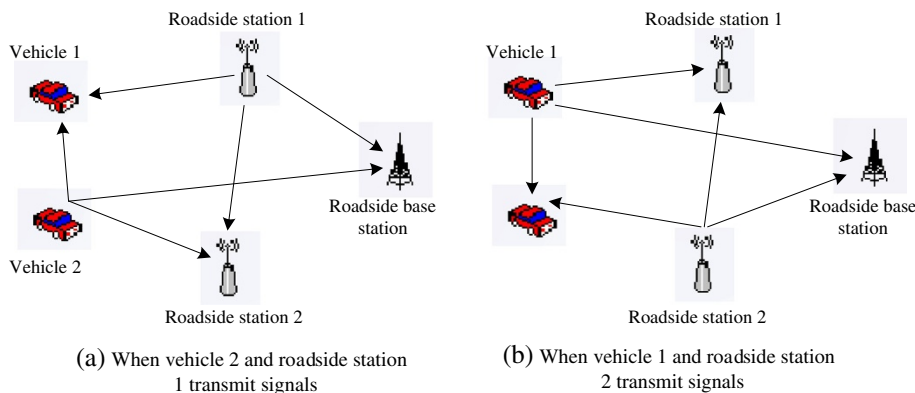 Roadside station 1
Vehicle 1
Roadside base
station
Vehicle 2
Roadside station 2
(a) When vehicle 2 and roadside station
1 transmit signals
Vehicle 1
Roadside station 1
Roadside base
station
Roadside station 2
(b) When vehicle 1 and roadside station
2 transmit signals